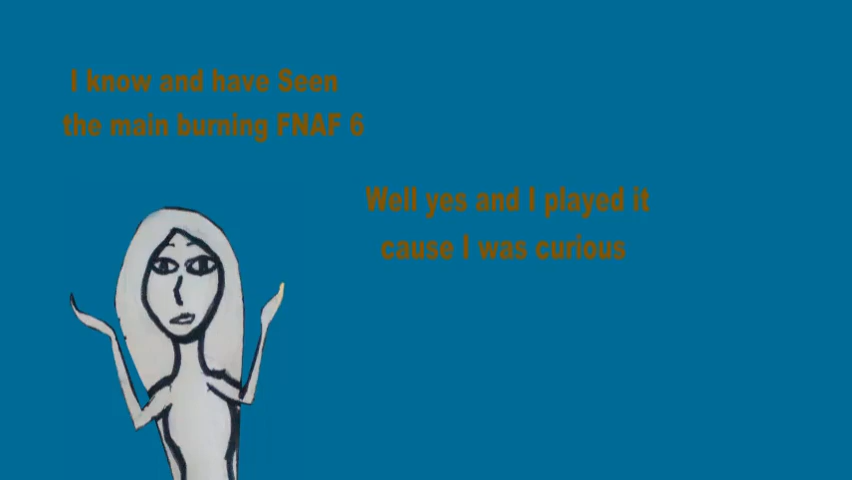 I know and have Seen
the main burning FNAF 6
Well yes and I played it
cause I was curious